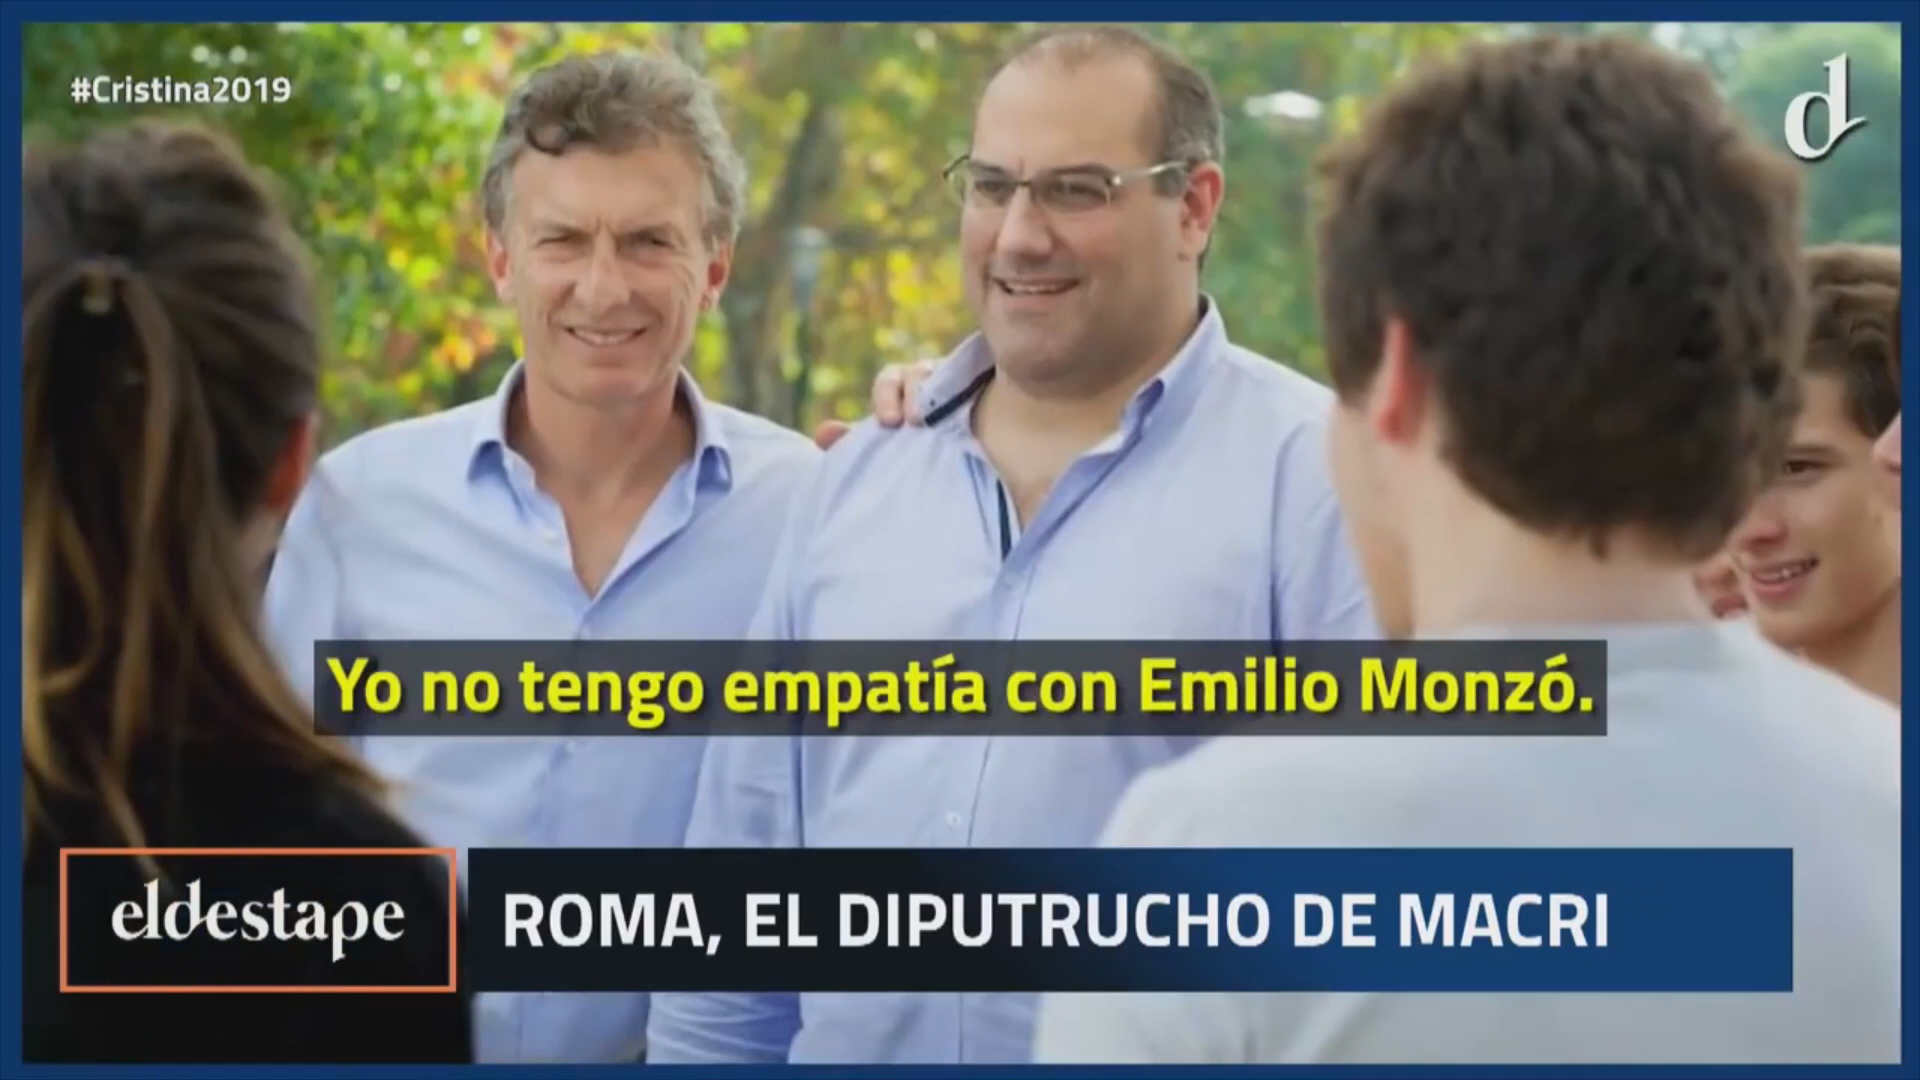 #Cristina2019
d
Yo no tengo empatía con Emilio Monzó.
eldestape
ROMA, EL DIPUTRUCHO DE MACRI